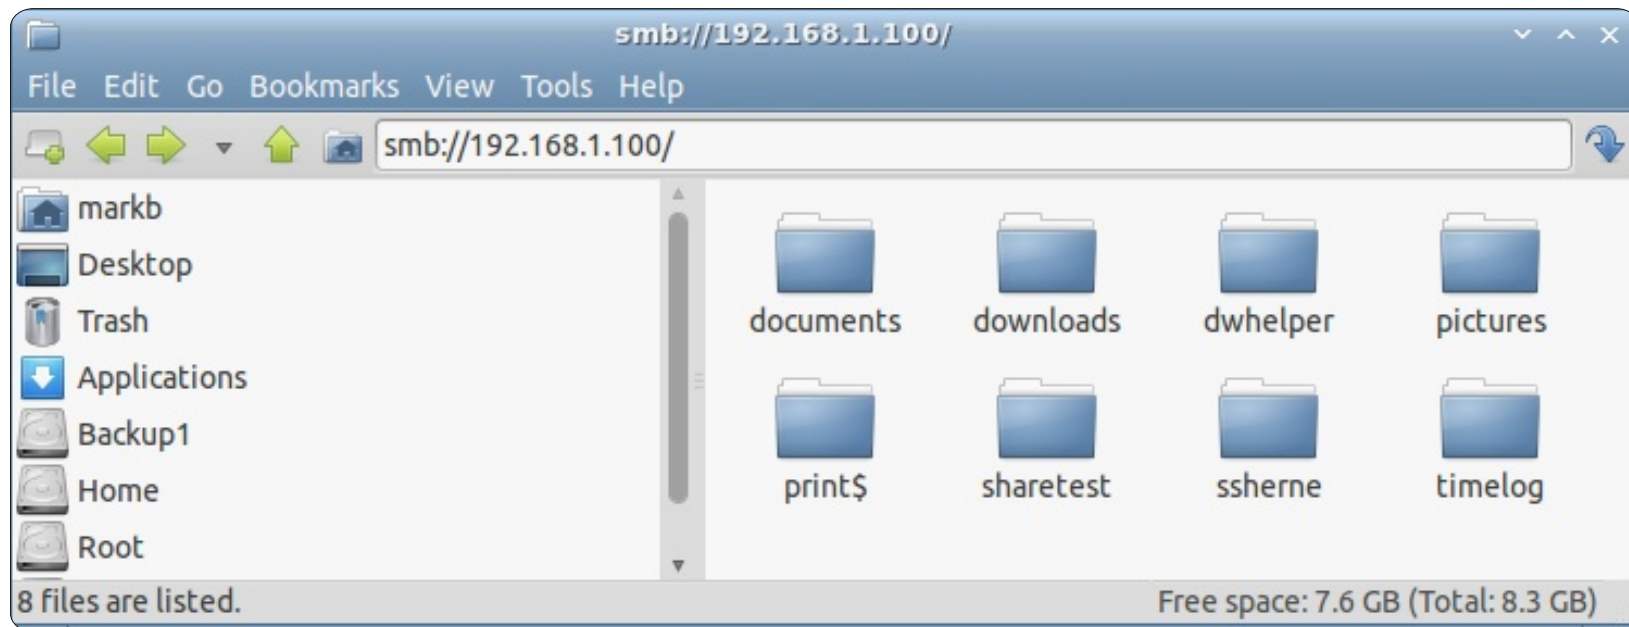 smb://192.168.1.100/
File Edit Go Bookmarks View Tools Help
smb://192.168.1.100/
markb
Desktop
Trash
Applications
Backup1
Home
Root
documents downloads dwhelper pictures
print$ sharetest ssherne timelog
8 files are listed. Free space: 7.6 GB (Total: 8.3 GB)